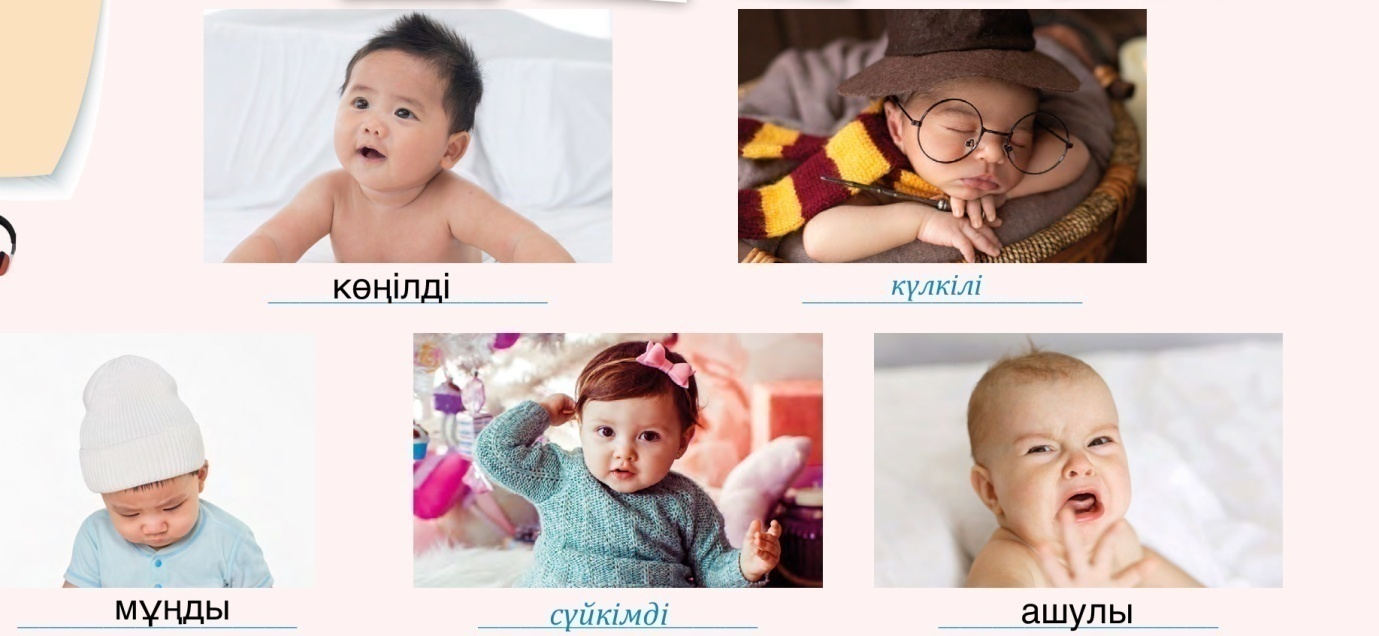 көңілді
күлкілі
мұңды
сүйкімді
ашулы